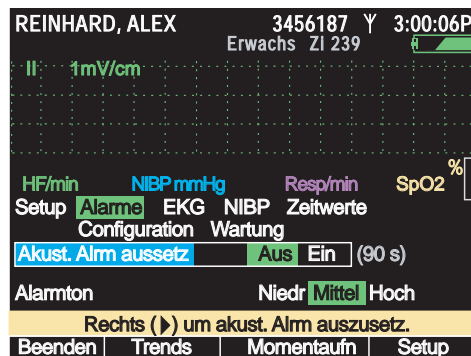 REINHARD, ALEX 3456187 3:00:06P
Erwachs ZI 239
II 1mV/cm
HF/min NIBP mmHg Resp/min SpO2 %
Setup Alarme EKG NIBP Zeitwerte
Configuration Wartung
Akust. Alrm aussetz Aus Ein (90 s)
Alarmton Niedr Mittel Hoch
Rechts ( ) um akust. Alrm auszusetz.
Beenden Trends Momentaufn Setup